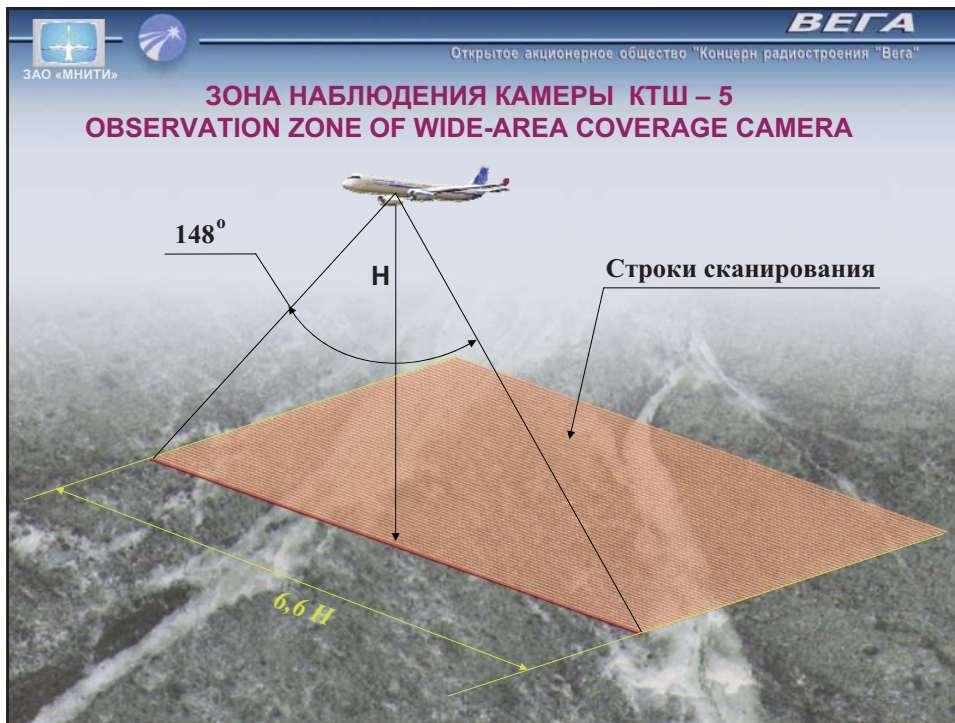 ВЕГА
Открытое акционерное общество "Концерн радиостроения "Вега"
ЗАО «МНИТИ»
ЗОНА НАБЛЮДЕНИЯ КАМЕРЫ КТШ – 5
OBSERVATION ZONE OF WIDE-AREA COVERAGE CAMERA
148°
H
Строки сканирования
6,6 H